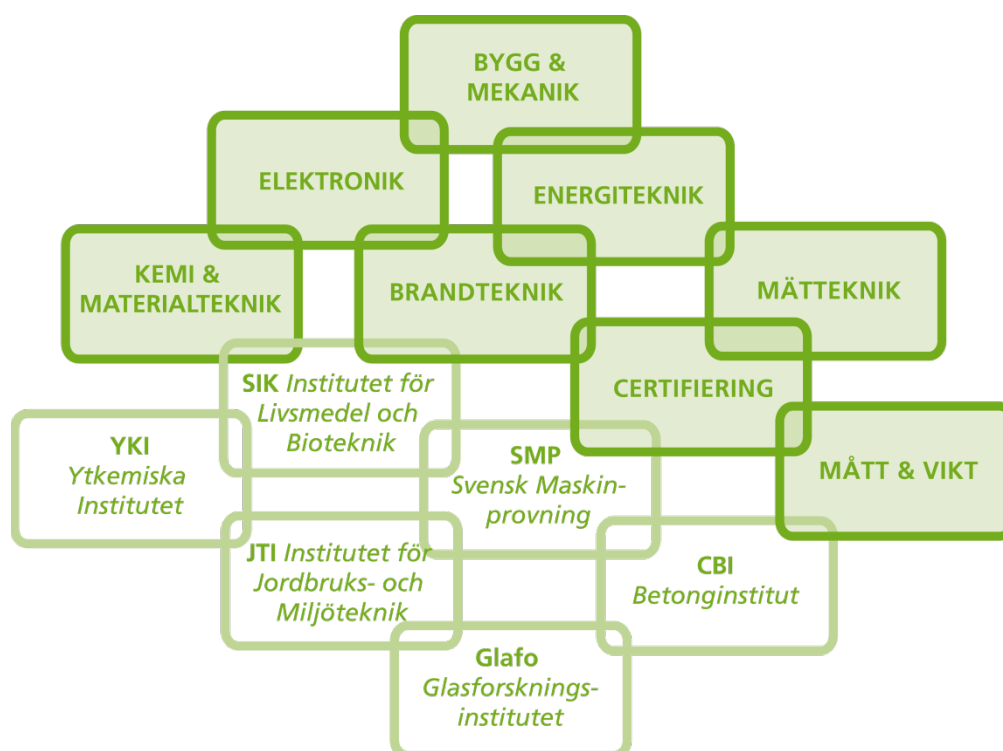 BYGG &
MEKANIK
ELEKTRONIK
ENERGITEKNIK
KEMI &
MATERIALTEKNIK
BRANDTEKNIK
MÄTTEKNIK
SIK Institutet för
Livsmedel och
Bioteknik
CERTIFIERING
YKI
Ytkemiska
Institutet
SMP
Svensk Maskin-
provning
MÅTT & VIKT
JTI Institutet för
Jordbruks- och
Miljöteknik
CBI
Betonginstitut
Glafo
Glasforsknings-
institutet